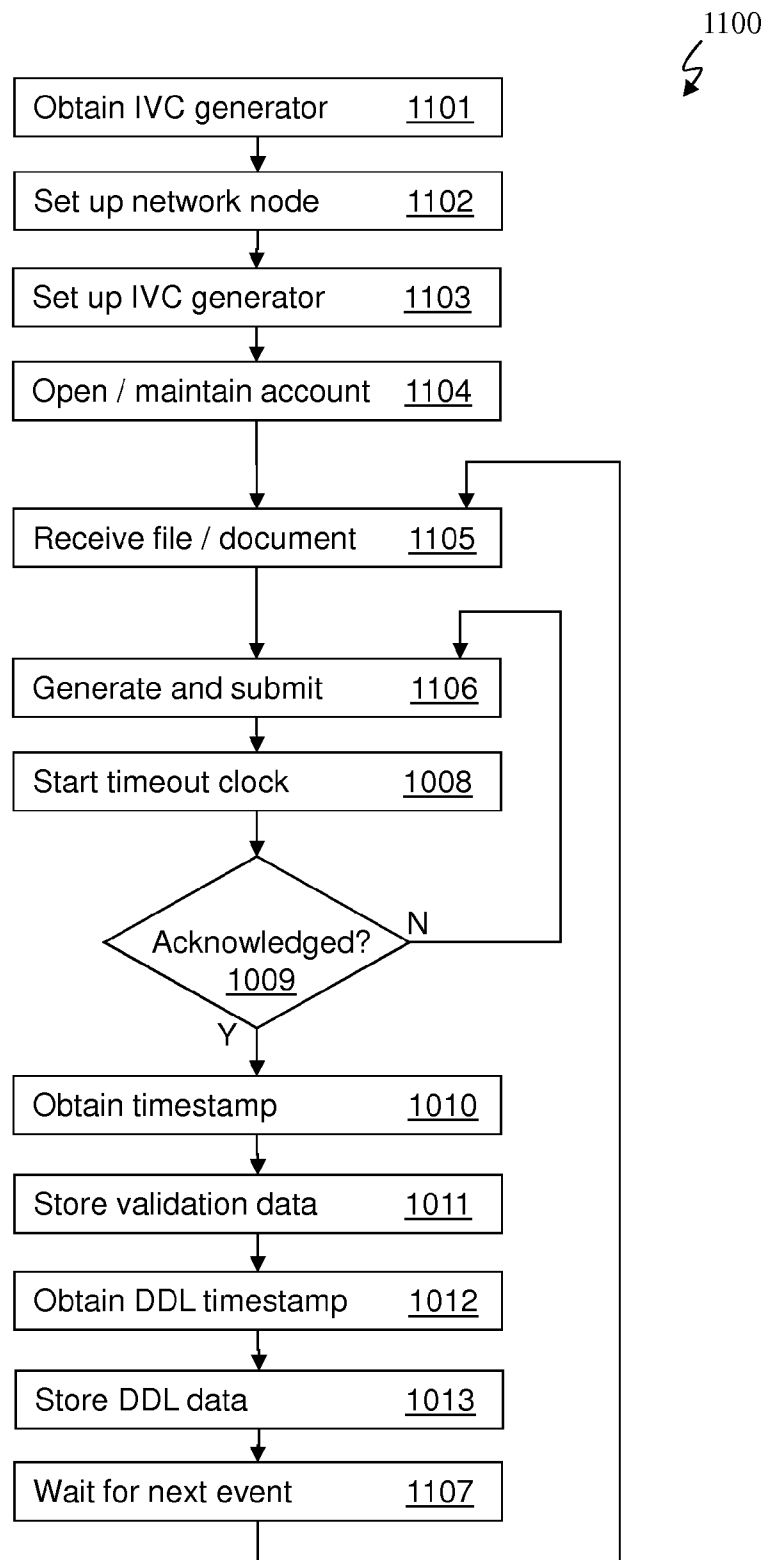 1100
Obtain IVC generator 1101
Set up network node 1102
Set up IVC generator 1103
Open / maintain account 1104
Receive file / document 1105
Generate and submit 1106
Start timeout clock 1008
Acknowledged? N
1009
Y
Obtain timestamp 1010
Store validation data 1011
Obtain DDL timestamp 1012
Store DDL data 1013
Wait for next event 1107